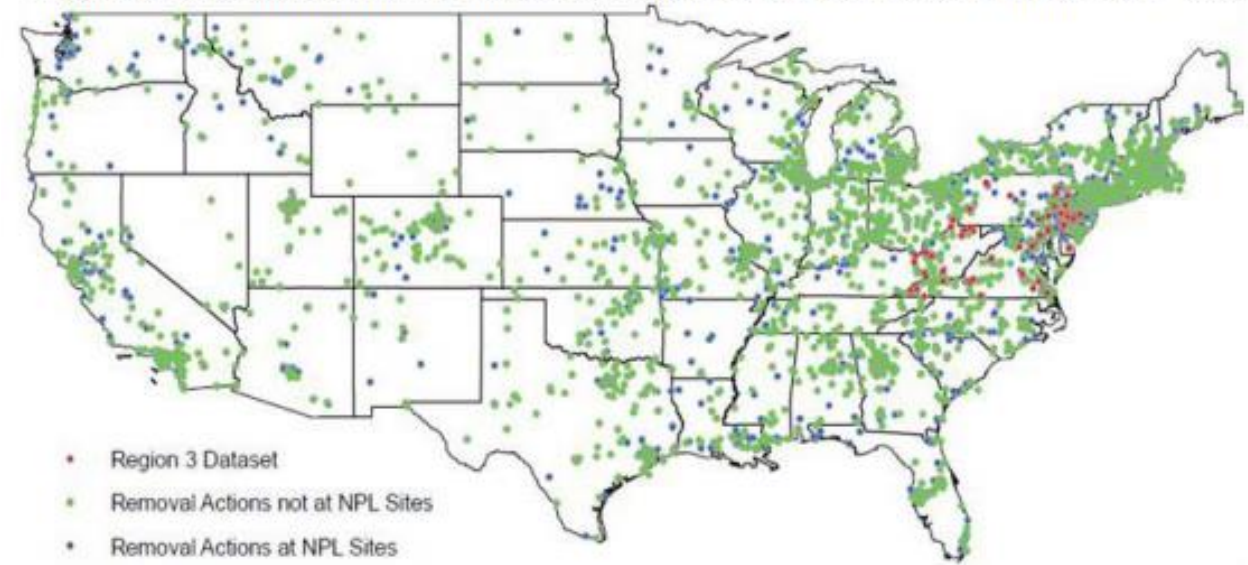 Region 3 Dataset
Removal Actions not at NPL Sites
Removal Actions at NPL Sites